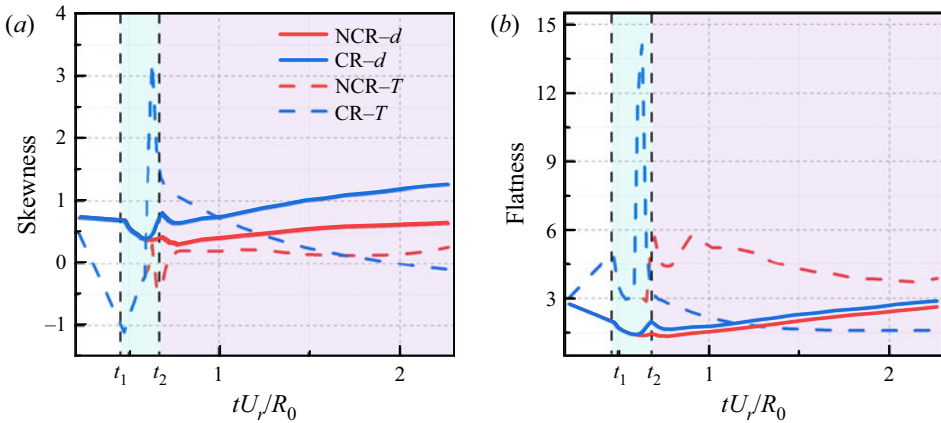 (a)
4
3
2
1
0
−1
Skewness
NCR–d
CR–d
NCR–T
CR–T
t1 t2 1 2
tUr/R0
(b)
15
12
9
6
3
Flatness
t1 t2 1 2
tUr/R0